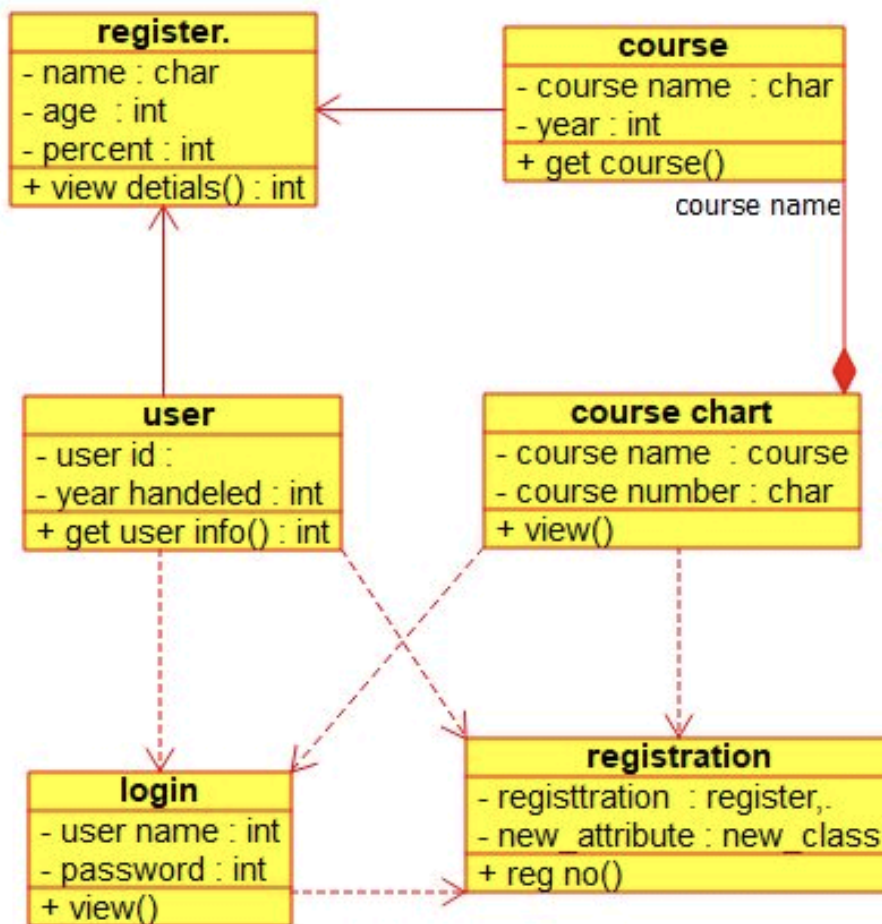 register.
- name : char
- age : int
- percent : int
+ view detials() : int
course
- course name : char
- year : int
+ get course()
course name
user
- user id :
- year handeled : int
+ get user info() : int
course chart
- course name : course
- course number : char
+ view()
login
- user name : int
- password : int
+ view()
registration
- registtration : register,.
- new_attribute : new_class
+ reg no()